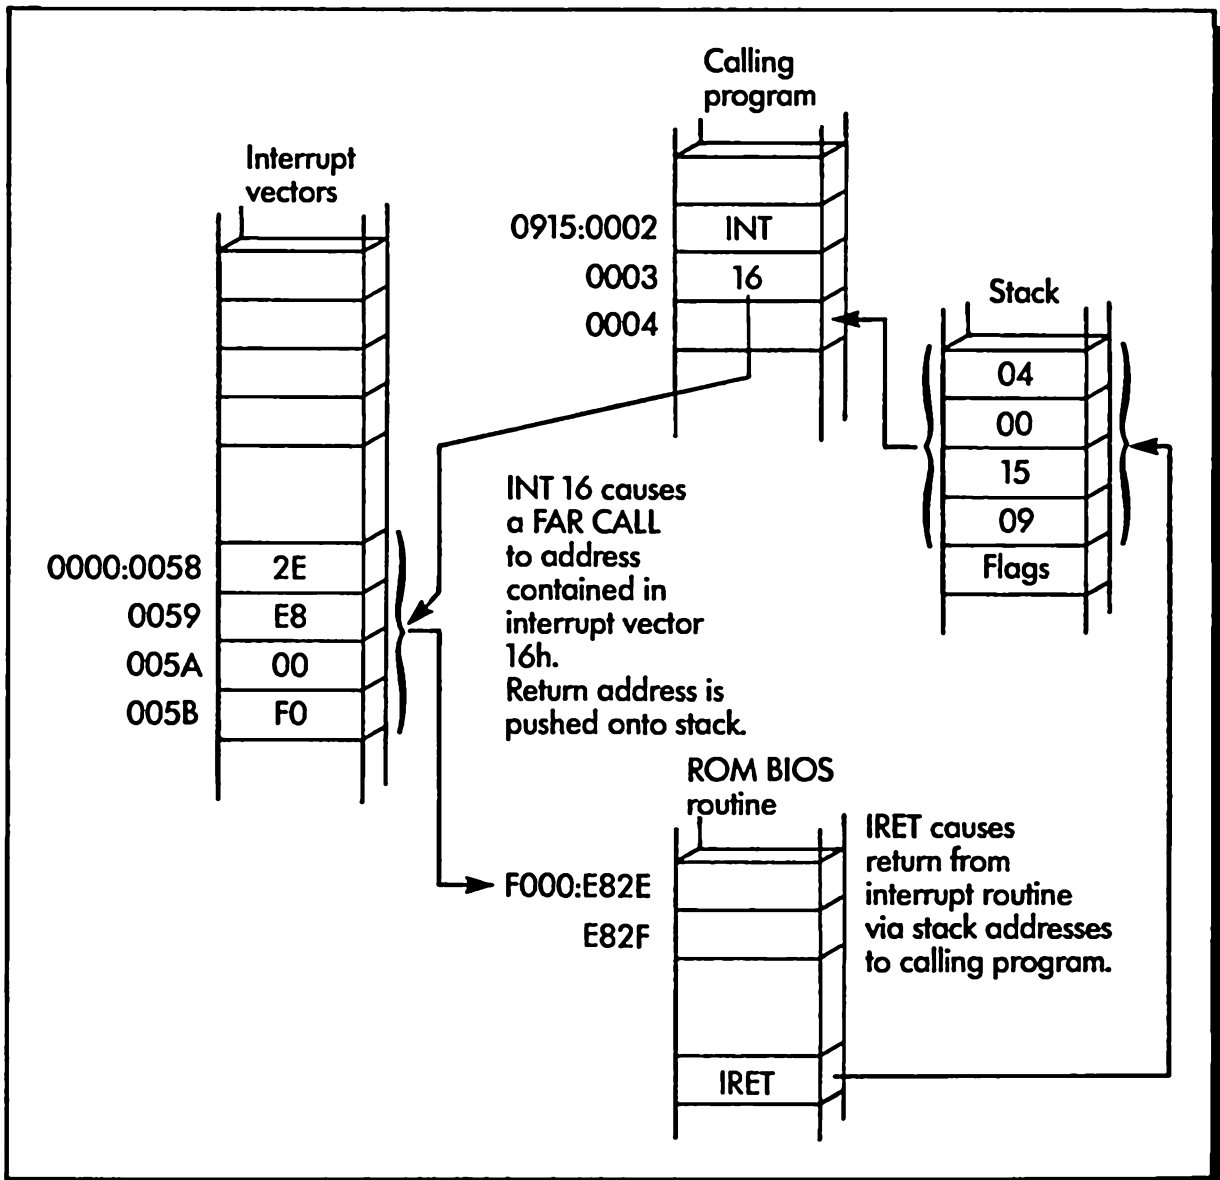 Calling
program
0915:0002 INT
0003 16
0004
Interrupt
vectors
0000:0058 2E
0059 E8
005A 00
005B F0
Stack
04
00
15
09
Flags
INT 16 causes
a FAR CALL
to address
contained in
interrupt vector
16h.
Return address is
pushed onto stack.
ROM BIOS
routine
F000:E82E
E82F
IRET
IRET causes
return from
interrupt routine
via stack addresses
to calling program.